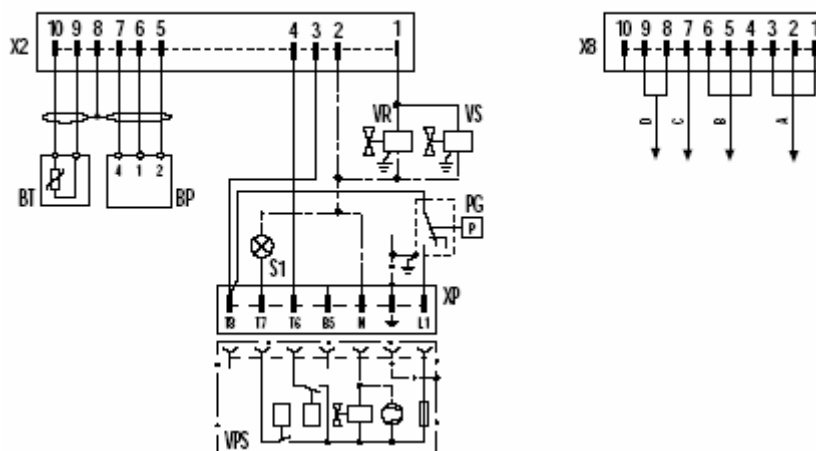 10 9 8 7 6 5 4 3 2 1
X2
10 9 8 7 6 5 4 3 2 1
X8
VR VS
D C B A
4 1 2
BT BP
PG
P
S1
XP
T8 T7 T6 B5 N L1
VPS